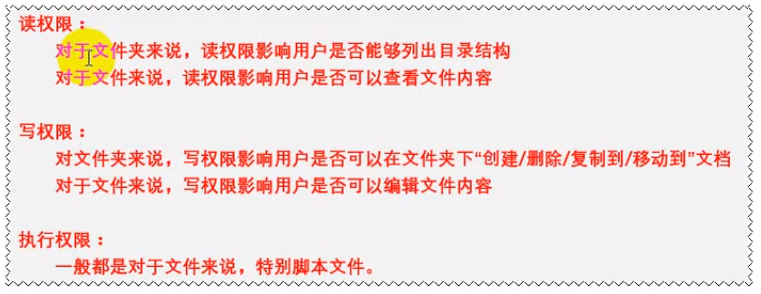 读权限：
对于文件夹来说，读权限影响用户是否能够列出目录结构
对于文件来说，读权限影响用户是否可以查看文件内容
写权限：
对文件夹来说，写权限影响用户是否可以在文件夹下“创建/删除/复制到/移动到”文档
对于文件来说，写权限影响用户是否可以编辑文件内容
执行权限：
一般都是对于文件来说，特别脚本文件。